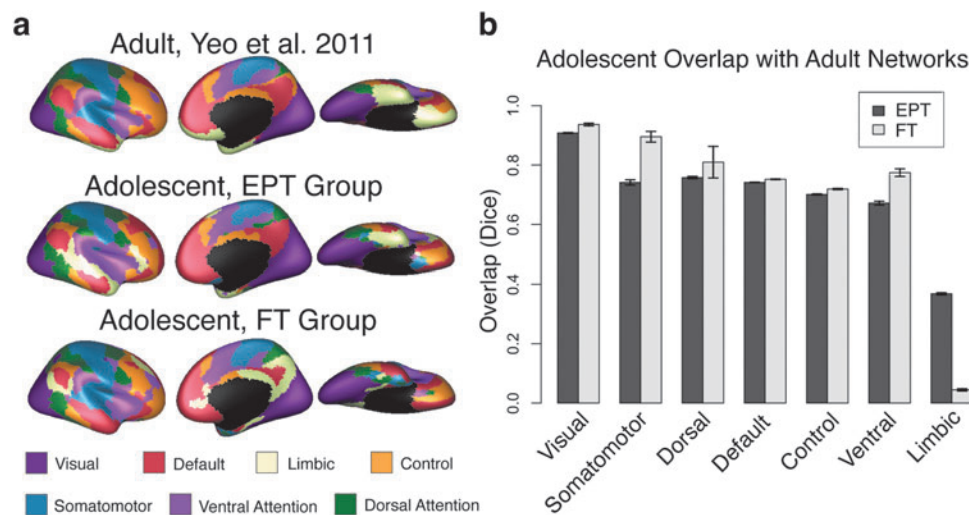 a
Adult, Yeo et al. 2011
Adolescent, EPT Group
Adolescent, FT Group
Visual
Default
Limbic
Control
Somatomotor
Ventral Attention
Dorsal Attention
b
Adolescent Overlap with Adult Networks
Overlap (Dice)
1.0
0.8
0.6
0.4
0.2
0.0
EPT
FT
Visual
Somatomotor
Dorsal
Default
Control
Ventral
Limbic